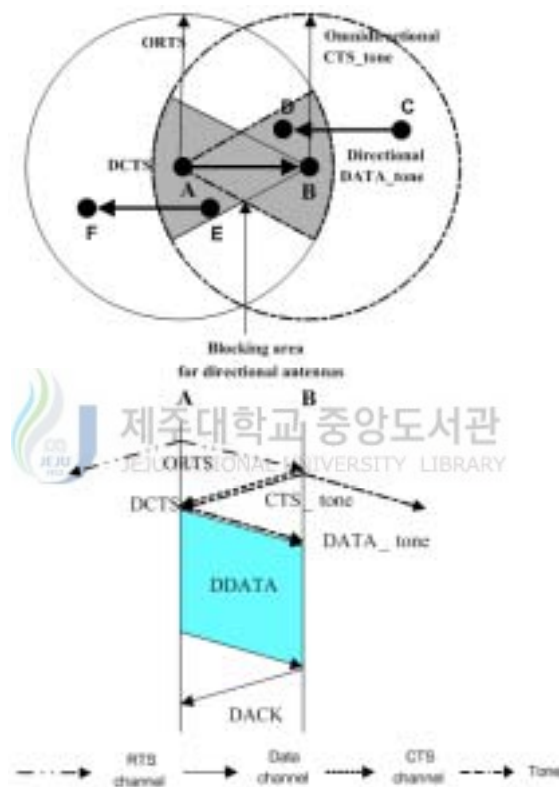 ORTS
Omnidirectional
CTS_tone
D
C
DCTS
A
B
Directional
DATA_tone
F
E
Blocking area
for directional antennas
A
B
제주대학교 중앙도서관
JEJU NATIONAL UNIVERSITY LIBRARY
JEJU
1952
ORTS
DCTS
CTS_ tone
DATA_ tone
DDATA
DACK
RTS
channel
Data
channel
CTS
channel
Tone